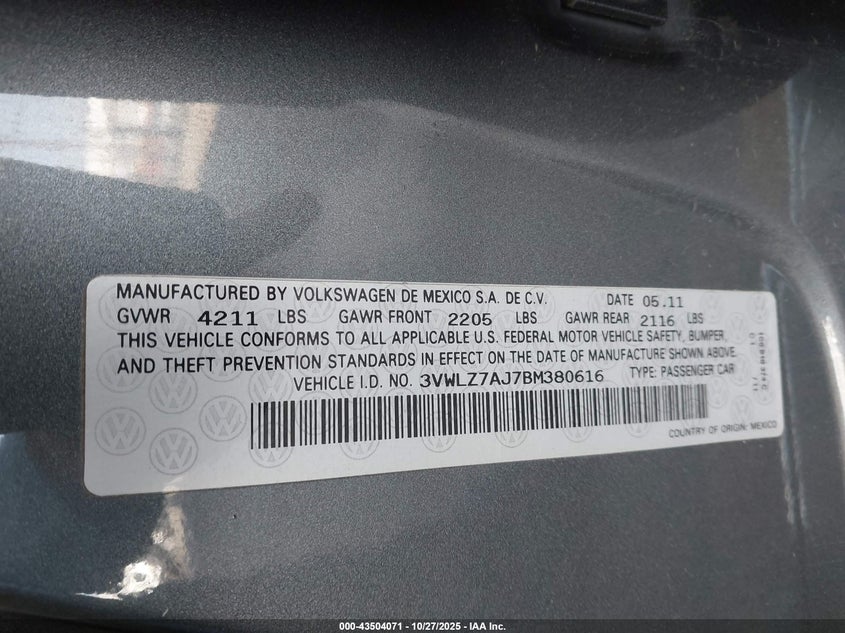 MANUFACTURED BY VOLKSWAGEN DE MEXICO S.A. DE C.V. DATE 05.11
GVWR 4211 LBS GAWR FRONT 2205 LBS GAWR REAR 2116 LBS
THIS VEHICLE CONFORMS TO ALL APPLICABLE U.S. FEDERAL MOTOR VEHICLE SAFETY, BUMPER,
AND THEFT PREVENTION STANDARDS IN EFFECT ON THE DATE OF MANUFACTURE SHOWN ABOVE.
VEHICLE I.D. NO. 3VWLZ7AJ7BM380616 TYPE: PASSENGER CAR
COUNTRY OF ORIGIN: MEXICO
000-43504071 | 10/27/2025 - IAA Inc.